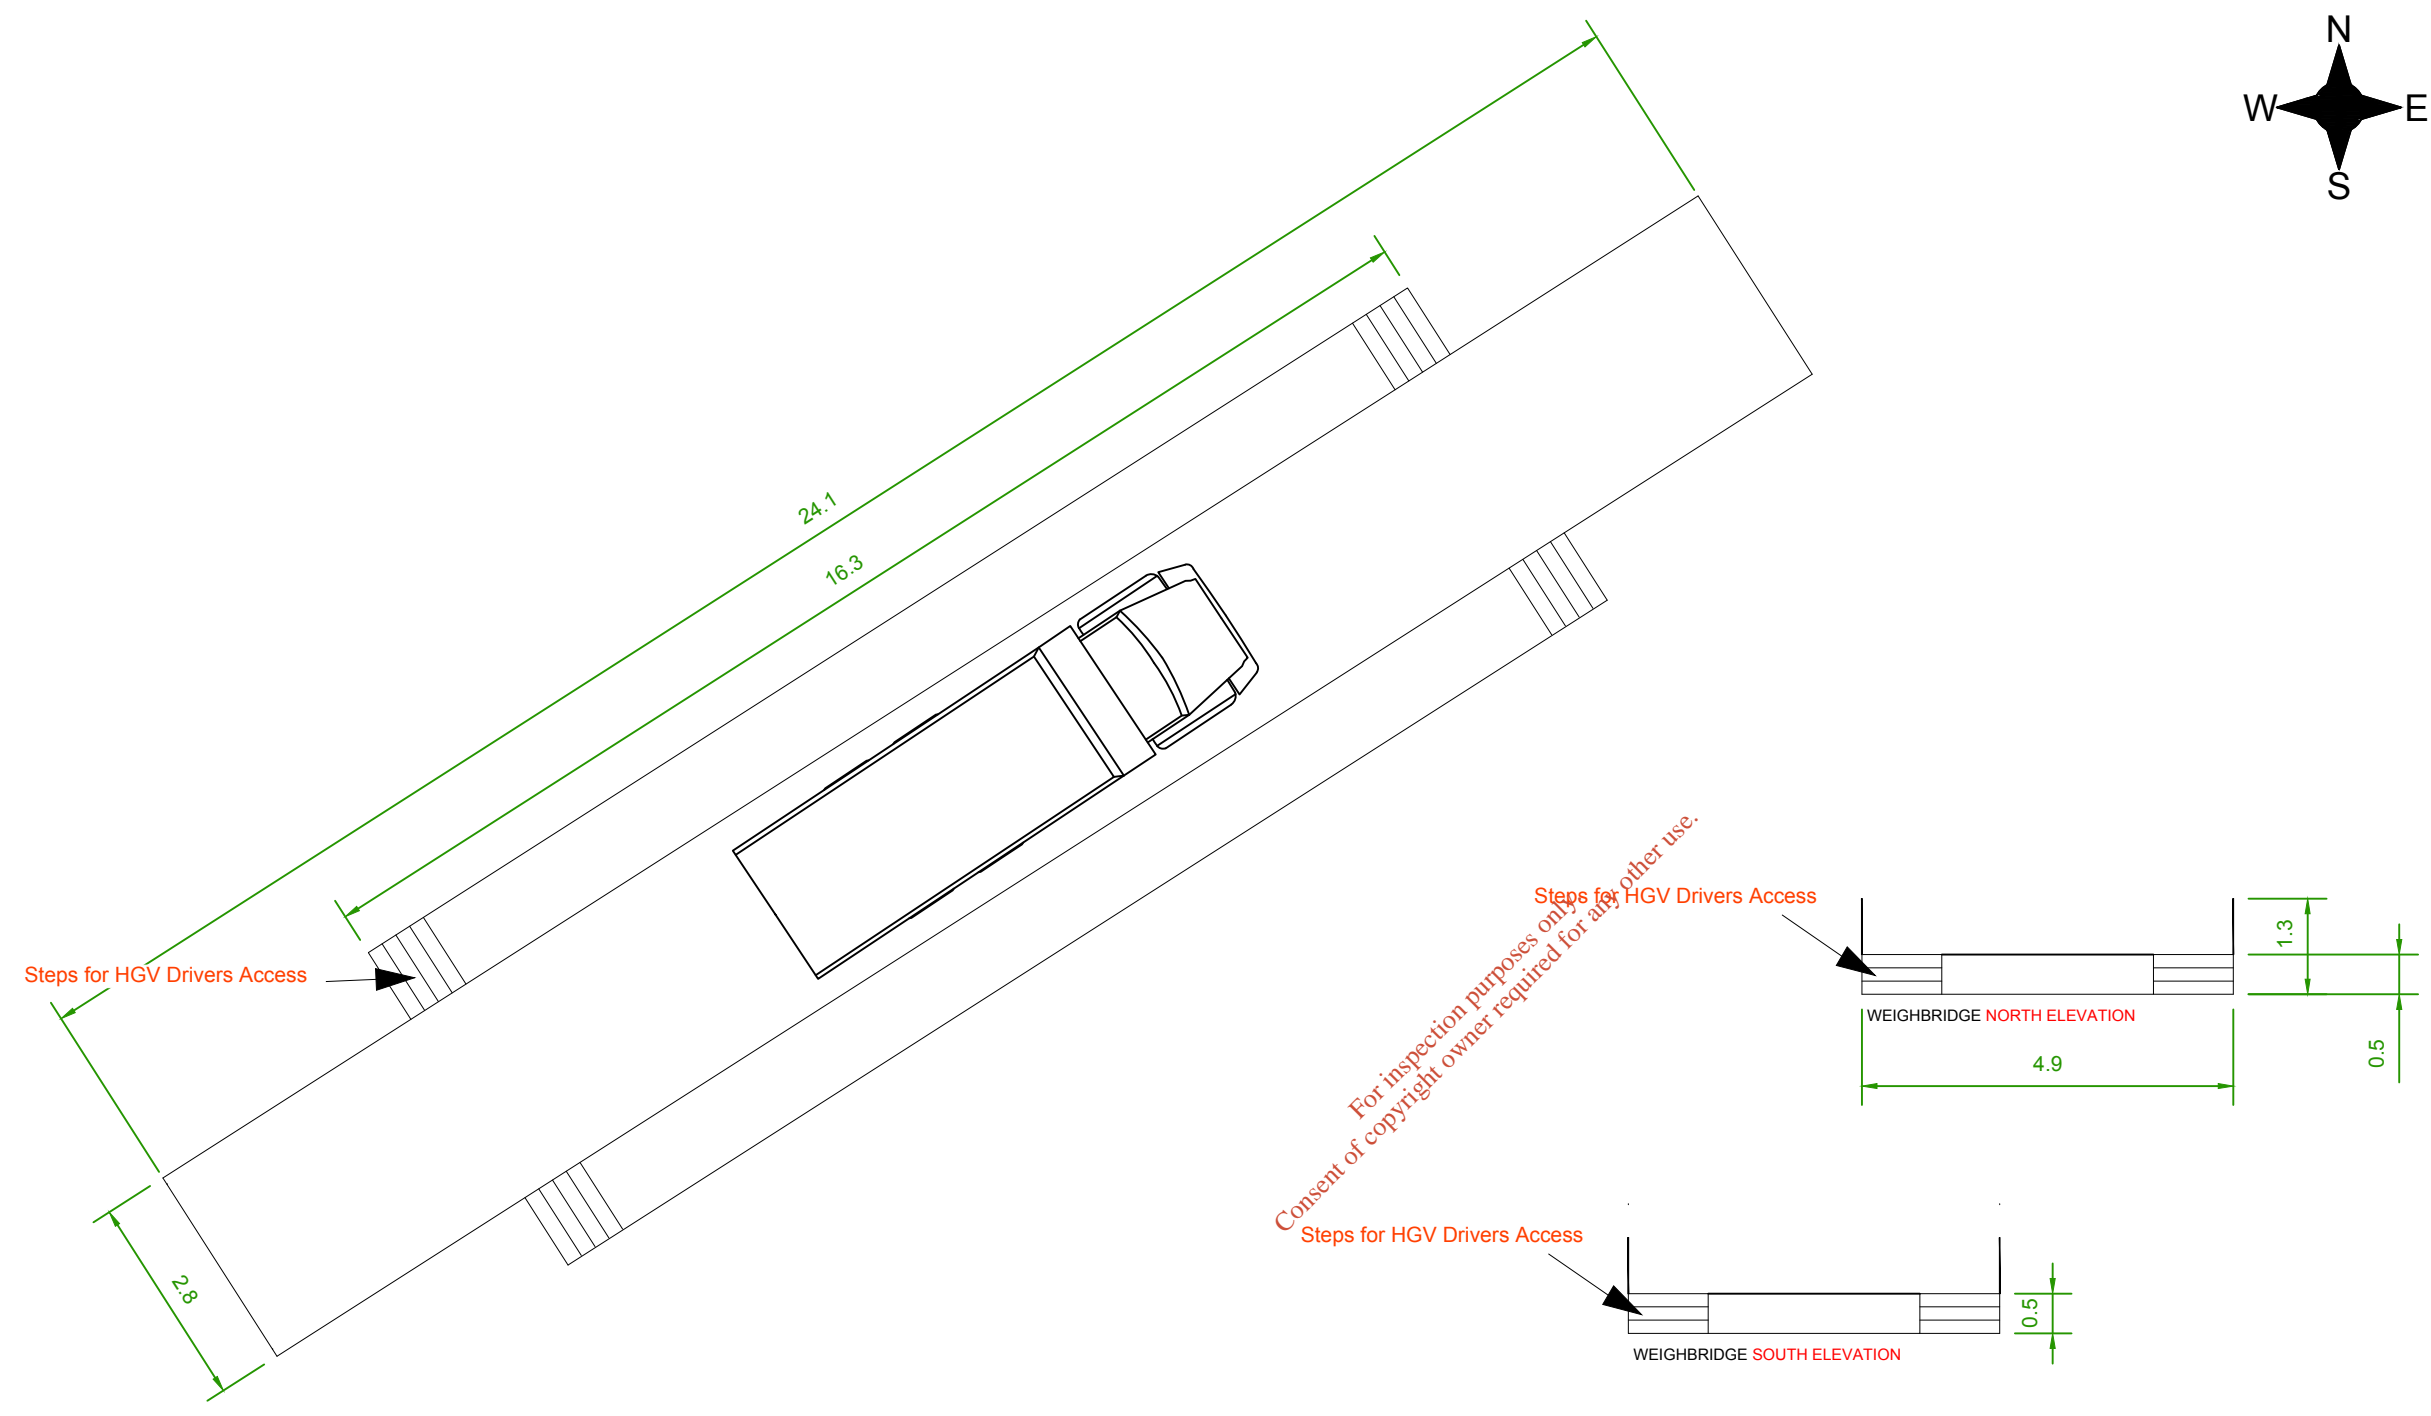 N
W
E
S
24.1
16.3
Steps for HGV Drivers Access
2.8
Steps for HGV Drivers Access
1.3
0.5
WEIGHBRIDGE NORTH ELEVATION
4.9
For inspection purposes only.
Consent of copyright owner required for any other use.
Steps for HGV Drivers Access
0.5
WEIGHBRIDGE SOUTH ELEVATION